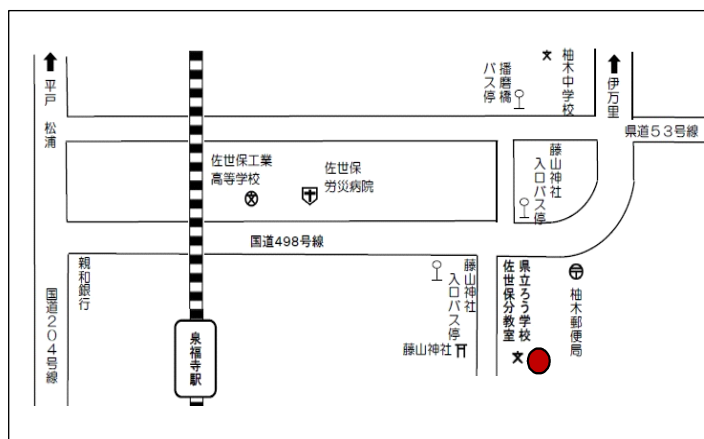 平戸　松浦
播磨橋
バス停
柚木中学校
伊万里
県道５３号線
佐世保工業
高等学校
佐世保
労災病院
藤山神社
入口バス停
国道498号線
親和銀行
国道２０４号線
泉福寺駅
藤山神社
入口バス停
藤山神社
県立ろう学校
佐世保分教室
柚木郵便局